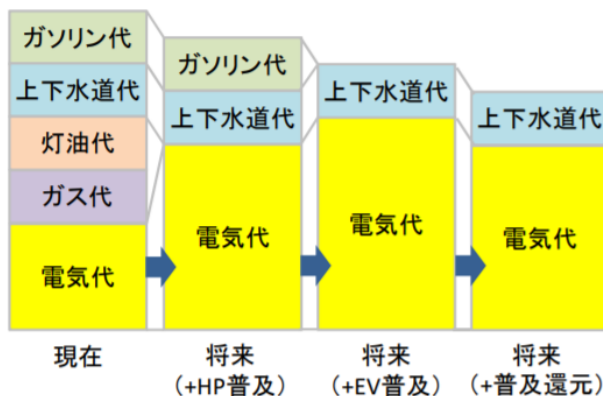 ガソリン代
上下水道代
灯油代
ガス代
電気代
現在
ガソリン代
上下水道代
電気代
将来
（+HP普及）
上下水道代
電気代
将来
（+EV普及）
上下水道代
電気代
将来
（+普及還元）